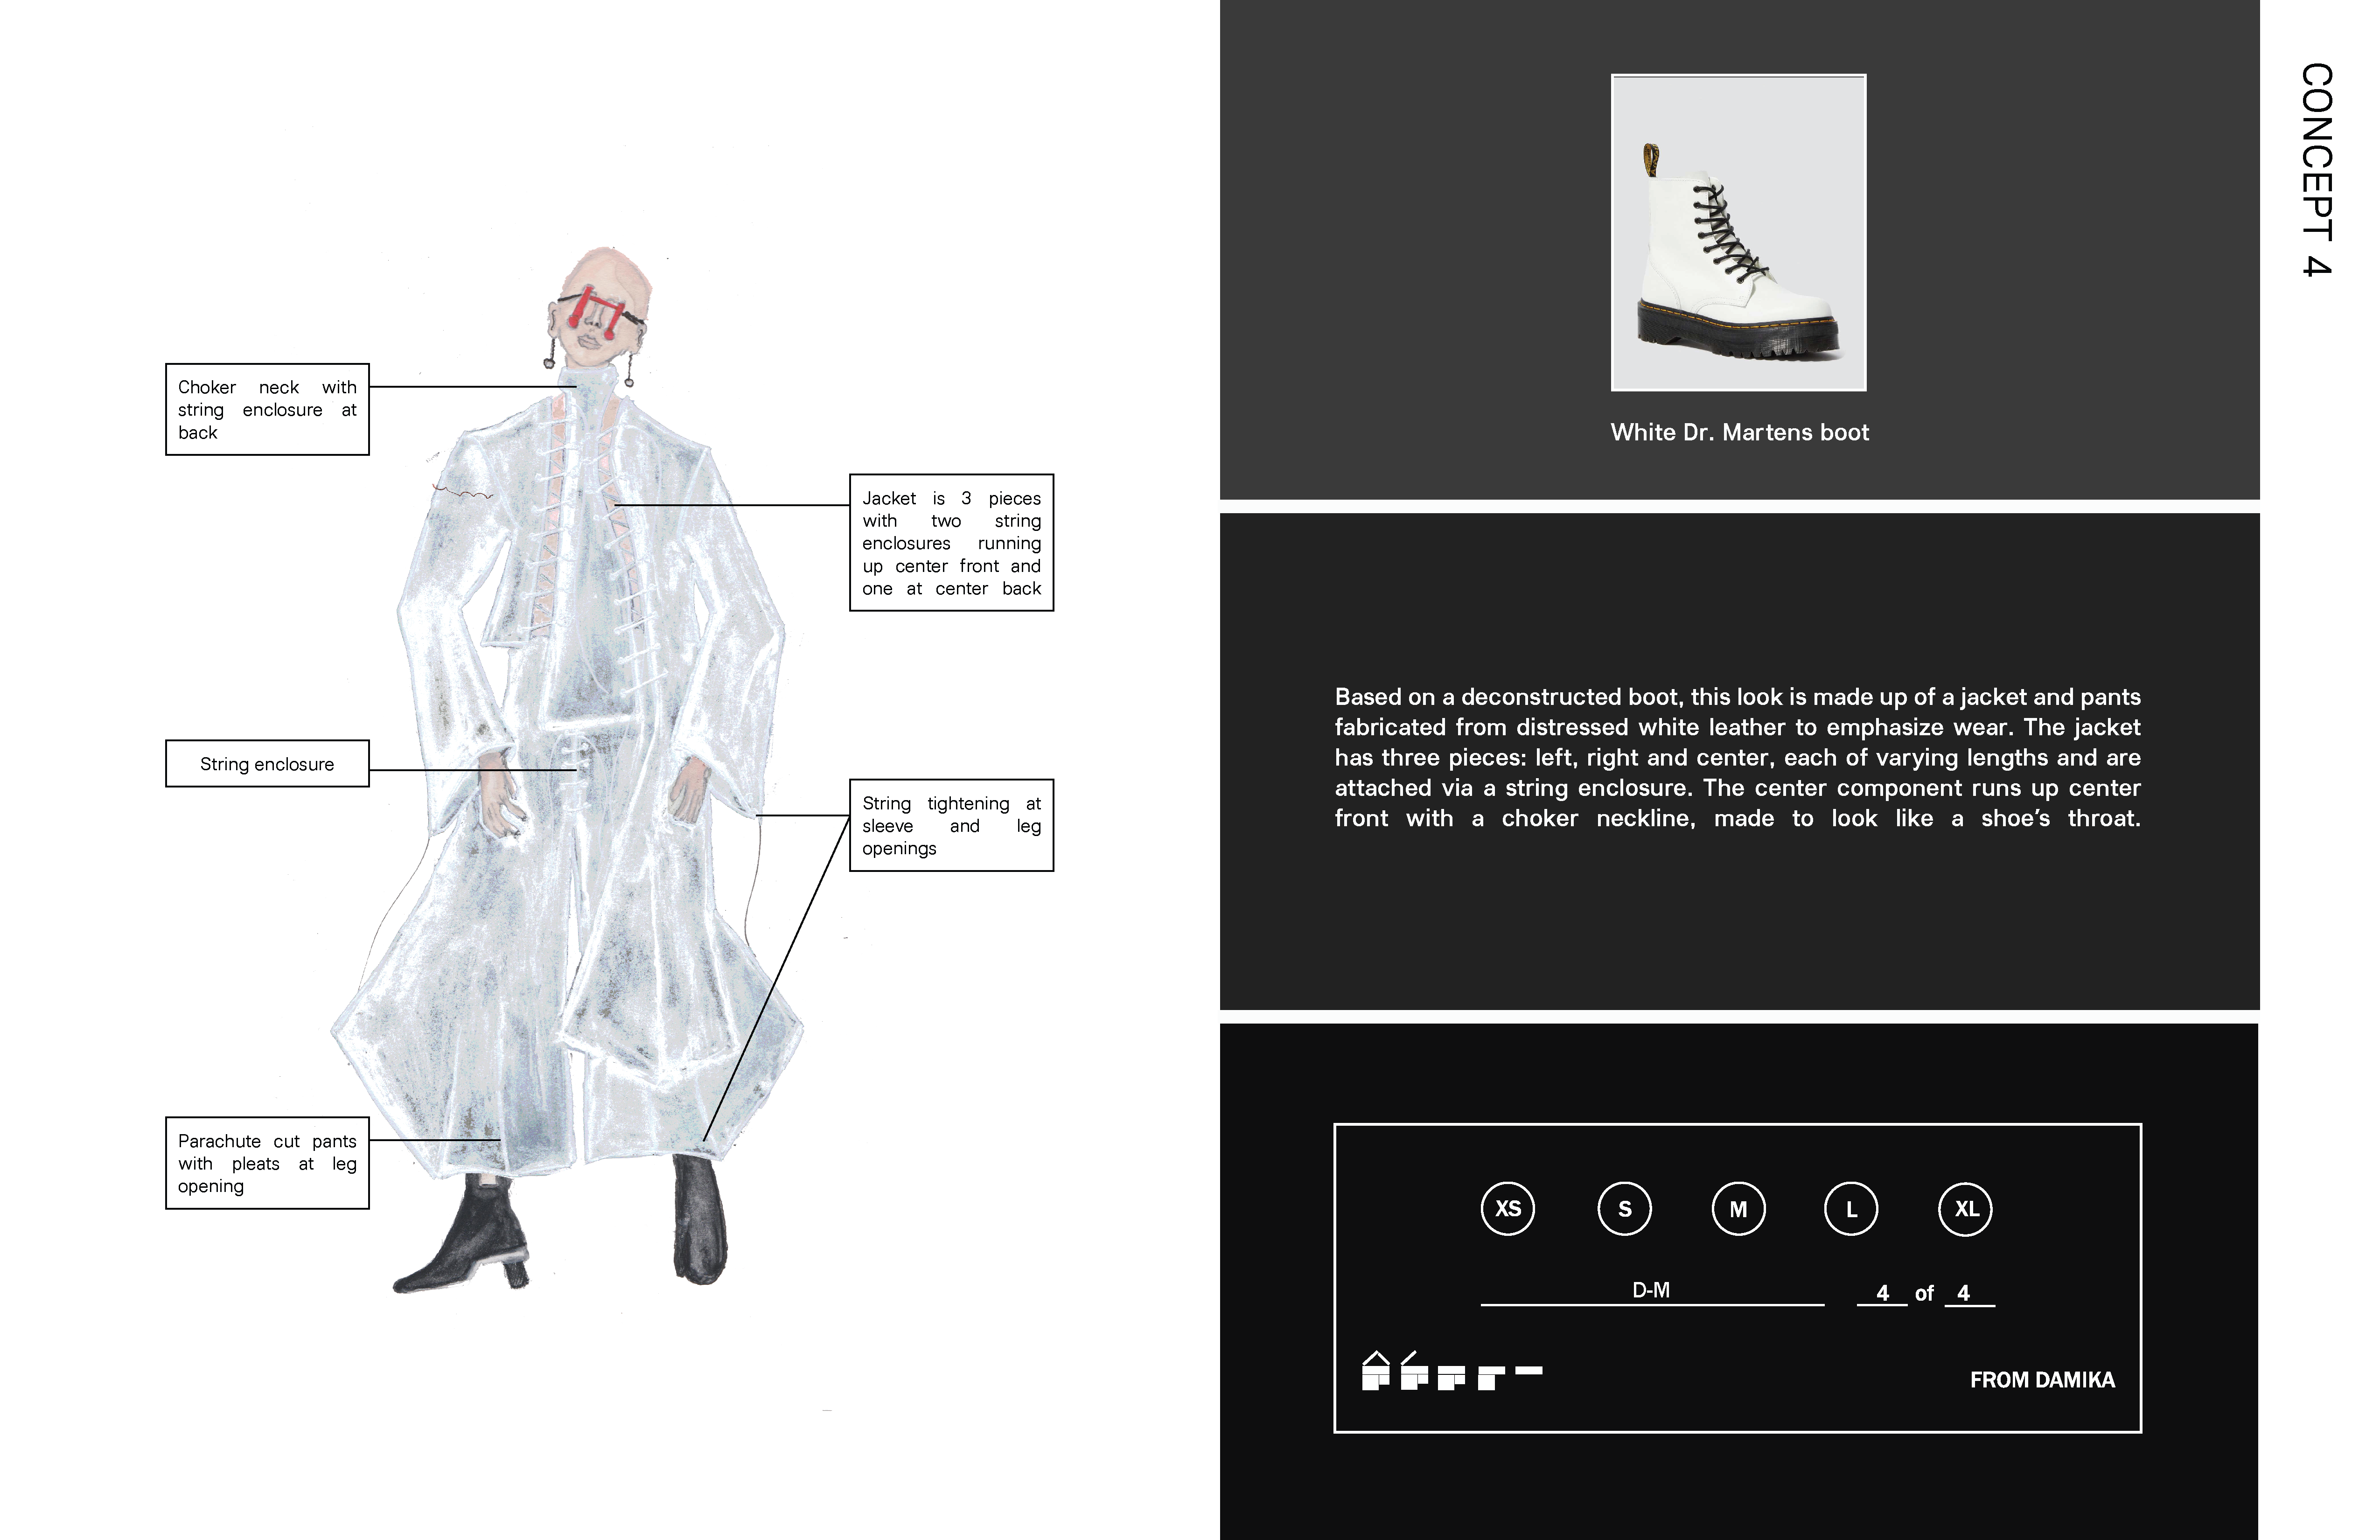 CONCEPT 4
Choker neck with
string enclosure at
back
Jacket is 3 pieces
with two string
enclosures running
up center front and
one at center back
String enclosure
String tightening at
sleeve and leg
openings
Parachute cut pants
with pleats at leg
opening
White Dr. Martens boot
Based on a deconstructed boot, this look is made up of a jacket and pants
fabricated from distressed white leather to emphasize wear. The jacket
has three pieces: left, right and center, each of varying lengths and are
attached via a string enclosure. The center component runs up center
front with a choker neckline, made to look like a shoe's throat.
XS S M L XL
D-M 4 of 4
FROM DAMIKA